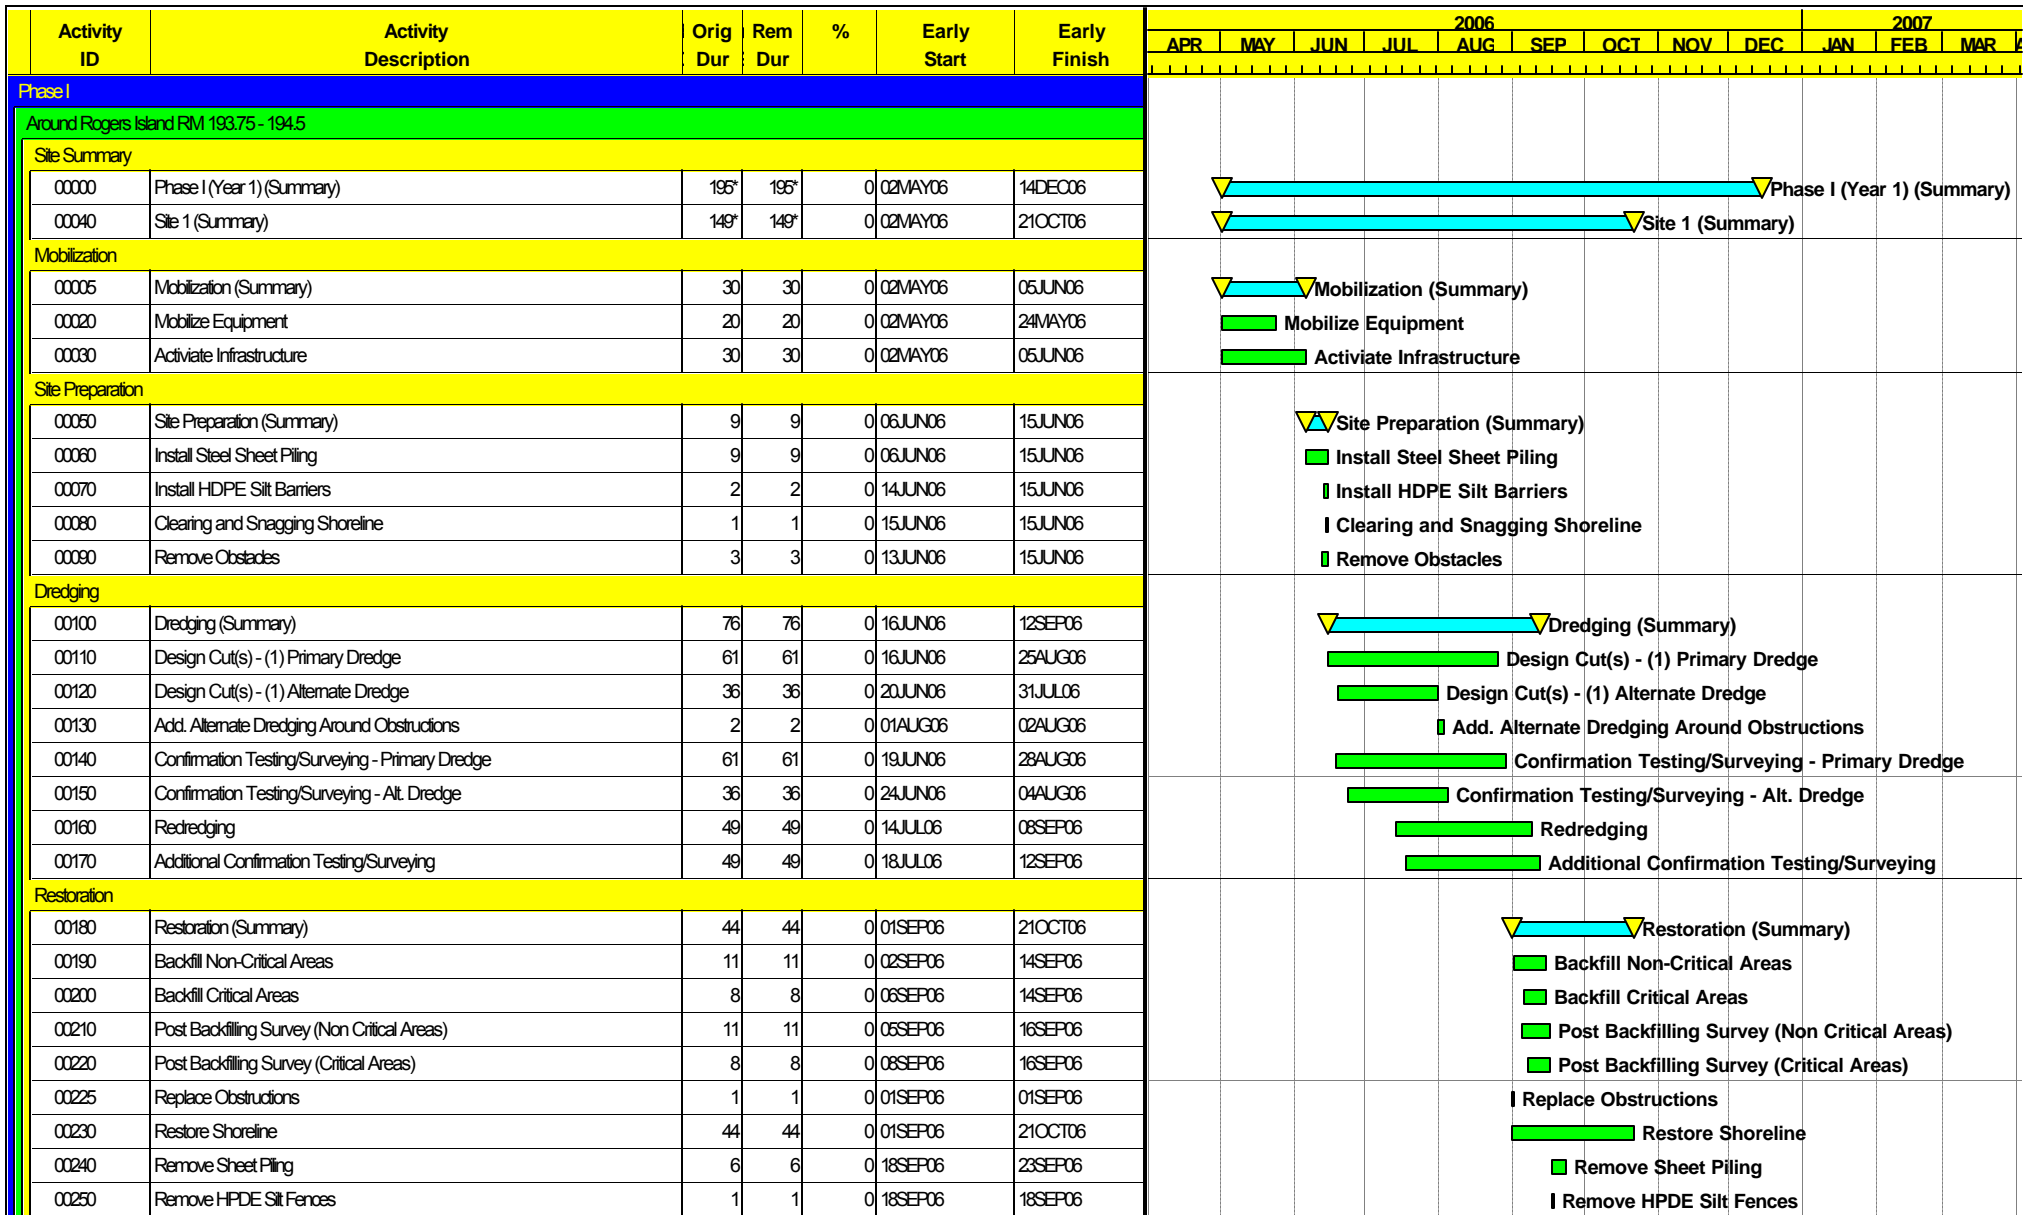 Activity ID Activity Description Orig Dur Rem Dur % Early Start Early Finish
2006 2007
APR MAY JUN JUL AUG SEP OCT NOV DEC JAN FEB MAR A
Phase I
Around Rogers Island RM 193.75 - 194.5
Site Summary
00000 Phase I (Year 1) (Summary) 195* 195* 0 02MAY06 14DEC06 Phase I (Year 1) (Summary)
00040 Site 1 (Summary) 149* 149* 0 02MAY06 21OCT06 Site 1 (Summary)
Mobilization
00005 Mobilization (Summary) 30 30 0 02MAY06 05JUN06 Mobilization (Summary)
00020 Mobilize Equipment 20 20 0 02MAY06 24MAY06 Mobilize Equipment
00030 Activiate Infrastructure 30 30 0 02MAY06 05JUN06 Activiate Infrastructure
Site Preparation
00050 Site Preparation (Summary) 9 9 0 06JUN06 15JUN06 Site Preparation (Summary)
00060 Install Steel Sheet Piling 9 9 0 06JUN06 15JUN06 Install Steel Sheet Piling
00070 Install HDPE Silt Barriers 2 2 0 14JUN06 15JUN06 Install HDPE Silt Barriers
00080 Clearing and Snagging Shoreline 1 1 0 15JUN06 15JUN06 Clearing and Snagging Shoreline
00090 Remove Obstacles 3 3 0 13JUN06 15JUN06 Remove Obstacles
Dredging
00100 Dredging (Summary) 76 76 0 16JUN06 12SEP06 Dredging (Summary)
00110 Design Cut(s) - (1) Primary Dredge 61 61 0 16JUN06 25AUG06 Design Cut(s) - (1) Primary Dredge
00120 Design Cut(s) - (1) Alternate Dredge 36 36 0 20JUN06 31JUL06 Design Cut(s) - (1) Alternate Dredge
00130 Add. Alternate Dredging Around Obstructions 2 2 0 01AUG06 02AUG06 Add. Alternate Dredging Around Obstructions
00140 Confirmation Testing/Surveying - Primary Dredge 61 61 0 19JUN06 28AUG06 Confirmation Testing/Surveying - Primary Dredge
00150 Confirmation Testing/Surveying - Alt. Dredge 36 36 0 24JUN06 04AUG06 Confirmation Testing/Surveying - Alt. Dredge
00160 Redredging 49 49 0 14JUL06 08SEP06 Redredging
00170 Additional Confirmation Testing/Surveying 49 49 0 18JUL06 12SEP06 Additional Confirmation Testing/Surveying
Restoration
00180 Restoration (Summary) 44 44 0 01SEP06 21OCT06 Restoration (Summary)
00190 Backfill Non-Critical Areas 11 11 0 02SEP06 14SEP06 Backfill Non-Critical Areas
00200 Backfill Critical Areas 8 8 0 06SEP06 14SEP06 Backfill Critical Areas
00210 Post Backfilling Survey (Non Critical Areas) 11 11 0 05SEP06 16SEP06 Post Backfilling Survey (Non Critical Areas)
00220 Post Backfilling Survey (Critical Areas) 8 8 0 08SEP06 16SEP06 Post Backfilling Survey (Critical Areas)
00225 Replace Obstructions 1 1 0 01SEP06 01SEP06 Replace Obstructions
00230 Restore Shoreline 44 44 0 01SEP06 21OCT06 Restore Shoreline
00240 Remove Sheet Piling 6 6 0 18SEP06 23SEP06 Remove Sheet Piling
00250 Remove HPDE Silt Fences 1 1 0 18SEP06 18SEP06 Remove HPDE Silt Fences